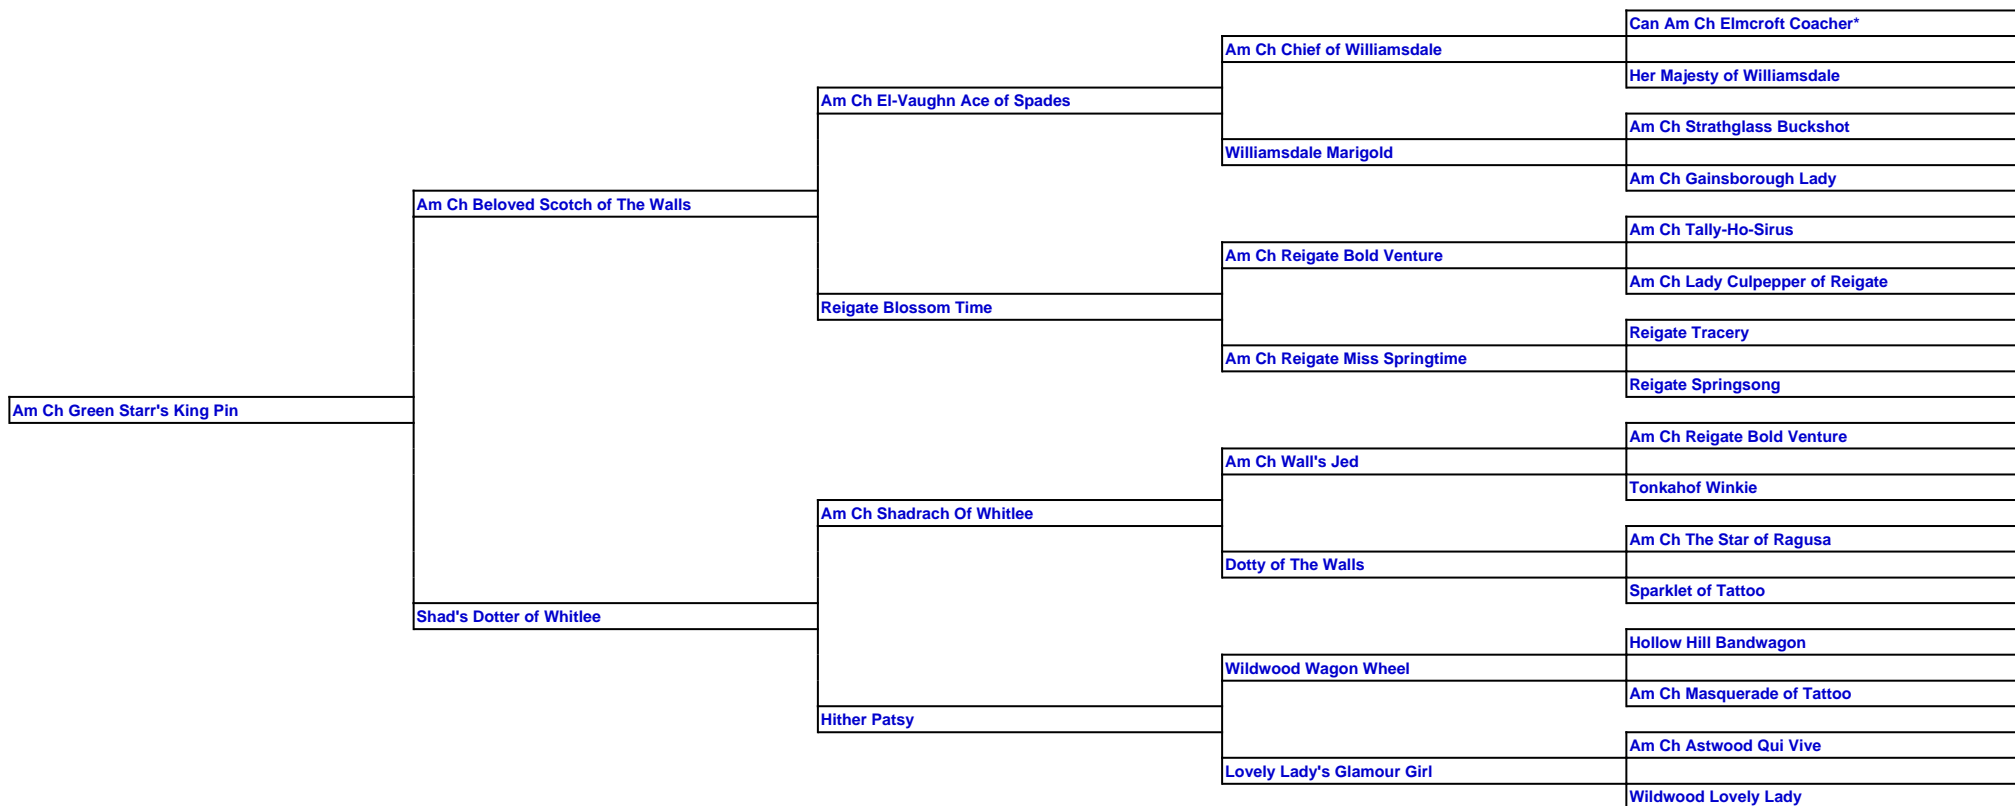 Can Am Ch Elmcroft Coacher*
Am Ch Chief of Williamsdale
Her Majesty of Williamsdale
Am Ch El-Vaughn Ace of Spades
Am Ch Strathglass Buckshot
Williamsdale Marigold
Am Ch Gainsborough Lady
Am Ch Beloved Scotch of The Walls
Am Ch Tally-Ho-Sirus
Am Ch Reigate Bold Venture
Am Ch Lady Culpepper of Reigate
Reigate Blossom Time
Reigate Tracery
Am Ch Reigate Miss Springtime
Reigate Springsong
Am Ch Green Starr's King Pin
Am Ch Reigate Bold Venture
Am Ch Wall's Jed
Tonkahof Winkie
Am Ch Shadrach Of Whitlee
Am Ch The Star of Ragusa
Dotty of The Walls
Sparklet of Tattoo
Shad's Dotter of Whitlee
Hollow Hill Bandwagon
Wildwood Wagon Wheel
Am Ch Masquerade of Tattoo
Hither Patsy
Am Ch Astwood Qui Vive
Lovely Lady's Glamour Girl
Wildwood Lovely Lady